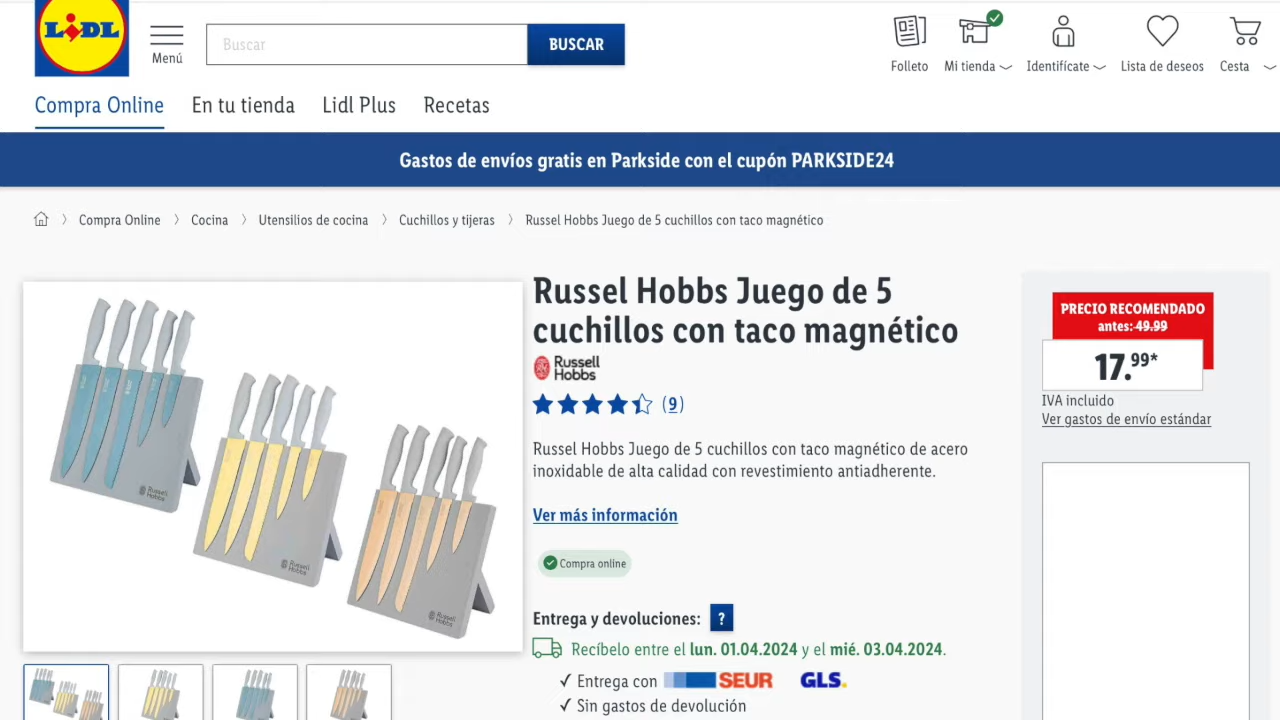 LIDL
Menú
Buscar
BUSCAR
Folleto
Mi tienda
Identifícate
Lista de deseos
Cesta
Compra Online
En tu tienda
Lidl Plus
Recetas
Gastos de envíos gratis en Parkside con el cupón PARKSIDE24
Compra Online
Cocina
Utensilios de cocina
Cuchillos y tijeras
Russel Hobbs Juego de 5 cuchillos con taco magnético
Russell Hobbs
Russell Hobbs
Russell Hobbs
Russel Hobbs Juego de 5
cuchillos con taco magnético
Russell
Hobbs
(9)
Russel Hobbs Juego de 5 cuchillos con taco magnético de acero
inoxidable de alta calidad con revestimiento antiadherente.
Ver más información
Compra online
Entrega y devoluciones: ?
Recíbelo entre el lun. 01.04.2024 y el mié. 03.04.2024.
✓ Entrega con SEUR GLS.
✓ Sin gastos de devolución
PRECIO RECOMENDADO
antes: 49.99
17.99*
IVA incluido
Ver gastos de envío estándar